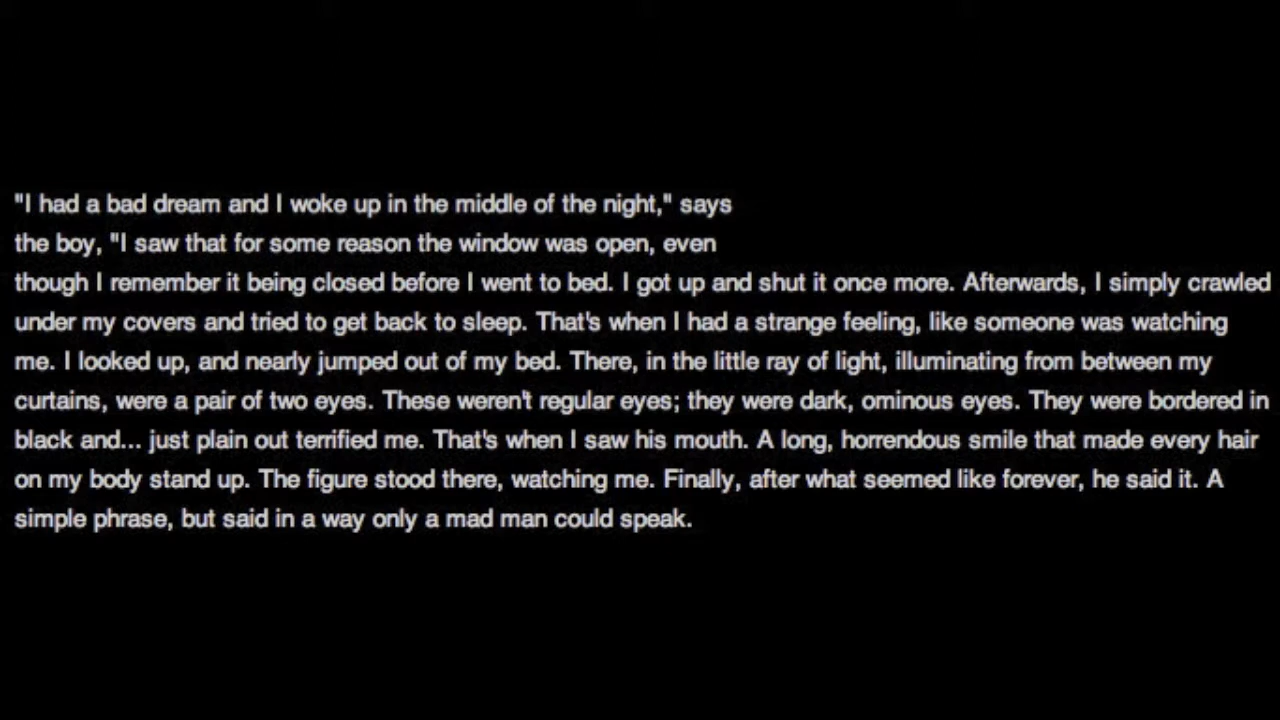 "I had a bad dream and I woke up in the middle of the night," says
the boy, "I saw that for some reason the window was open, even
though I remember it being closed before I went to bed. I got up and shut it once more. Afterwards, I simply crawled
under my covers and tried to get back to sleep. That's when I had a strange feeling, like someone was watching
me. I looked up, and nearly jumped out of my bed. There, in the little ray of light, illuminating from between my
curtains, were a pair of two eyes. These weren't regular eyes; they were dark, ominous eyes. They were bordered in
black and... just plain out terrified me. That's when I saw his mouth. A long, horrendous smile that made every hair
on my body stand up. The figure stood there, watching me. Finally, after what seemed like forever, he said it. A
simple phrase, but said in a way only a mad man could speak.